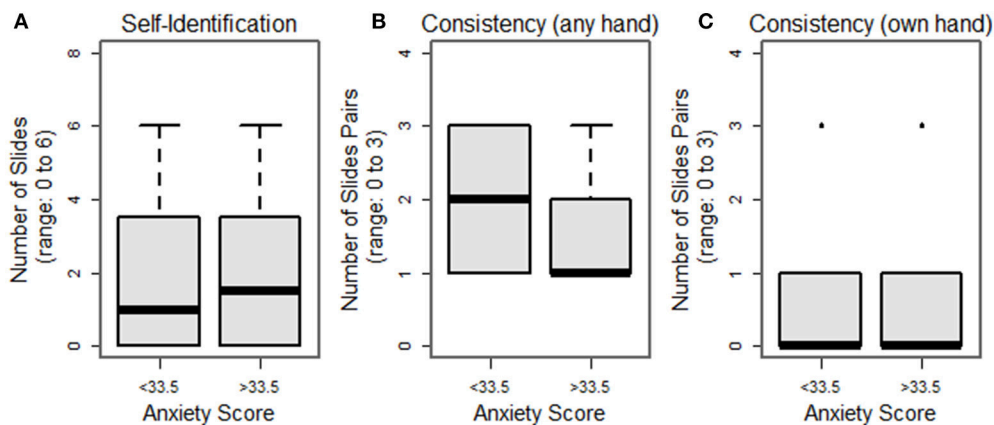 A
Self-Identification
Number of Slides
(range: 0 to 6)
8
6
4
2
0
<33.5
>33.5
Anxiety Score
B
Consistency (any hand)
Number of Slides Pairs
(range: 0 to 3)
4
3
2
1
0
<33.5
>33.5
Anxiety Score
C
Consistency (own hand)
Number of Slides Pairs
(range: 0 to 3)
4
3
2
1
0
<33.5
>33.5
Anxiety Score